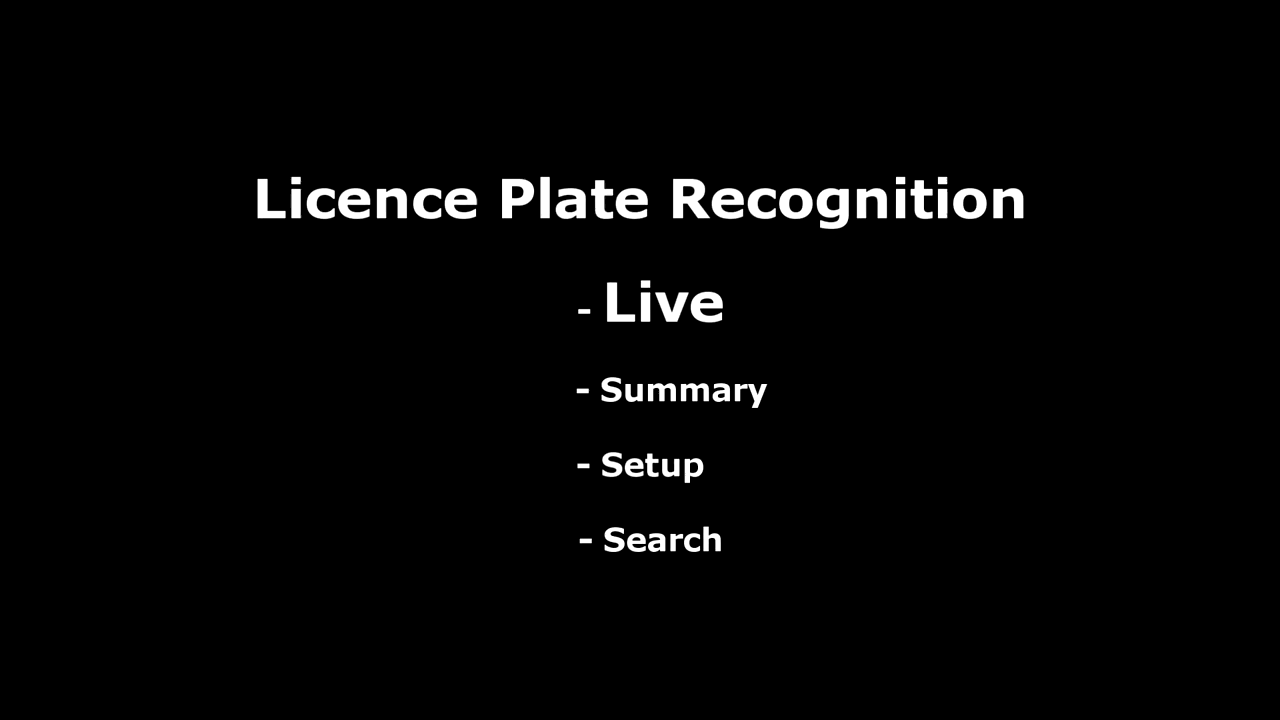 Licence Plate Recognition
- Live
- Summary
- Setup
- Search